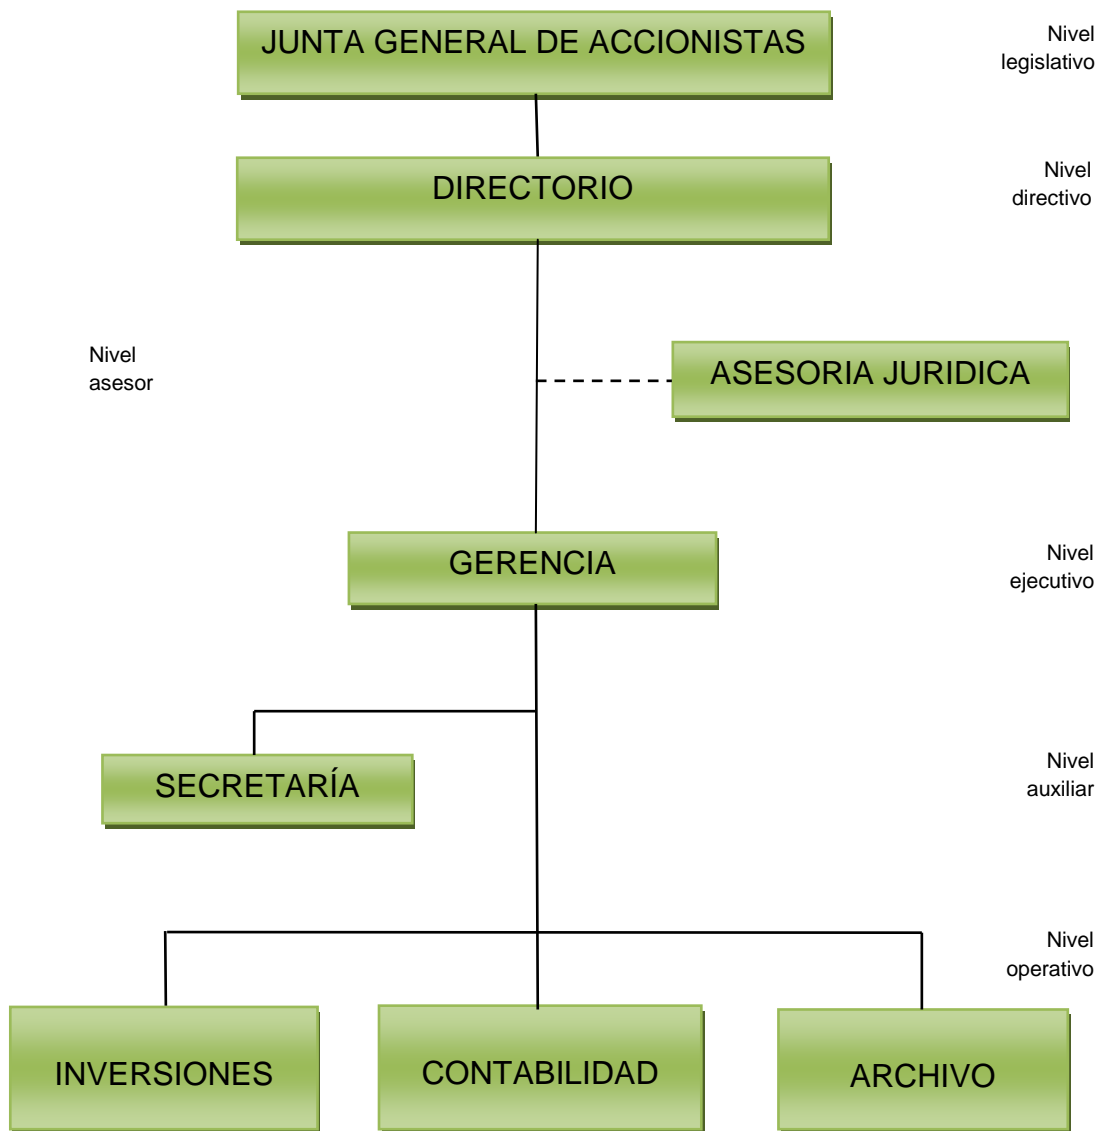 JUNTA GENERAL DE ACCIONISTAS
Nivel
legislativo
DIRECTORIO
Nivel
directivo
Nivel
asesor
ASESORIA JURIDICA
GERENCIA
Nivel
ejecutivo
SECRETARÍA
Nivel
auxiliar
Nivel
operativo
INVERSIONES
CONTABILIDAD
ARCHIVO